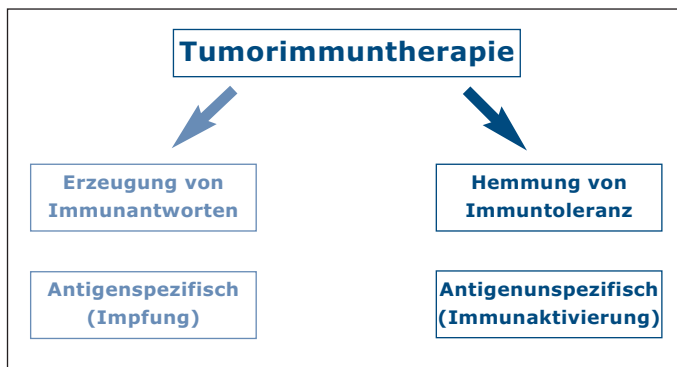 Tumorimmuntherapie
Erzeugung von
Immunantworten
Hemmung von
Immuntoleranz
Antigenspezifisch
(Impfung)
Antigenunspezifisch
(Immunaktivierung)